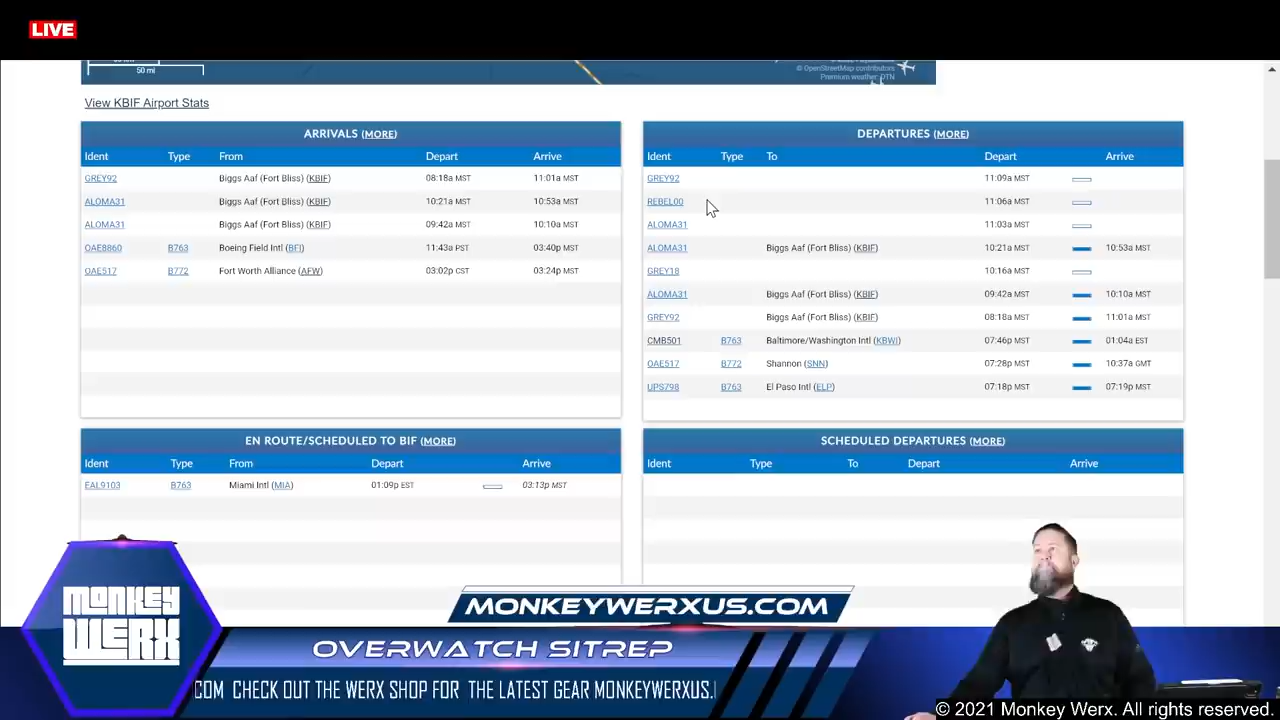 LIVE
50 mi
© OpenStreetMap contributors
Premium weather: DTN
View KBIF Airport Stats
ARRIVALS (MORE)
Ident Type From Depart Arrive
GREY92 Biggs Aaf (Fort Bliss) (KBIF) 08:18a MST 11:01a MST
ALOMA31 Biggs Aaf (Fort Bliss) (KBIF) 10:21a MST 10:53a MST
ALOMA31 Biggs Aaf (Fort Bliss) (KBIF) 09:42a MST 10:10a MST
OAE8860 B763 Boeing Field Intl (BFI) 11:43a PST 03:40p MST
OAE517 B772 Fort Worth Alliance (AFW) 03:02p CST 03:24p MST
DEPARTURES (MORE)
Ident Type To Depart Arrive
GREY92 11:09a MST
REBEL00 11:06a MST
ALOMA31 11:03a MST
ALOMA31 Biggs Aaf (Fort Bliss) (KBIF) 10:21a MST 10:53a MST
GREY18 10:16a MST
ALOMA31 Biggs Aaf (Fort Bliss) (KBIF) 09:42a MST 10:10a MST
GREY92 Biggs Aaf (Fort Bliss) (KBIF) 08:18a MST 11:01a MST
CMB501 B763 Baltimore/Washington Intl (KBWI) 07:46p MST 01:04a EST
OAE517 B772 Shannon (SNN) 07:28p MST 10:37a GMT
UPS798 B763 El Paso Intl (ELP) 07:18p MST 07:19p MST
EN ROUTE/SCHEDULED TO BIF (MORE)
Ident Type From Depart Arrive
EAL9103 B763 Miami Intl (MIA) 01:09p EST 03:13p MST
SCHEDULED DEPARTURES (MORE)
Ident Type To Depart Arrive
MONKEY
WERX
MONKEYWERXUS.COM
OVERWATCH SITREP
.COM CHECK OUT THE WERX SHOP FOR THE LATEST GEAR MONKEYWERXUS.
© 2021 Monkey Werx. All rights reserved.